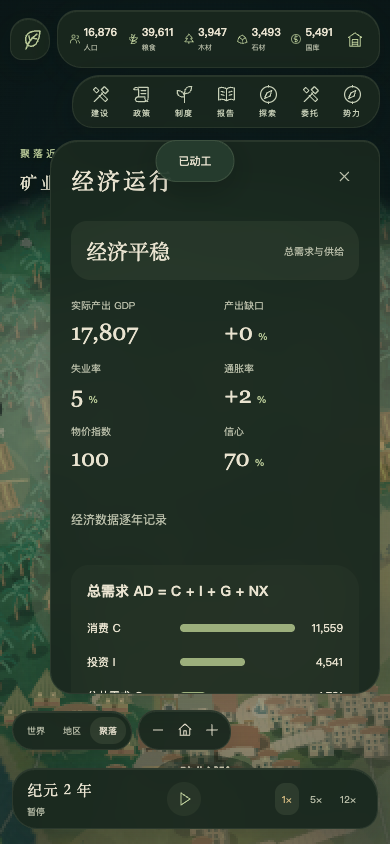 16,876 39,611 3,947 3,493 5,491
人口 粮食 木材 石材 国库
建设 政策 制度 报告 探索 委托 势力
聚落近
已动工
矿业
经济运行
经济平稳 总需求与供给
实际产出 GDP 产出缺口
17,807 +0 %
失业率 通胀率
5 % +2 %
物价指数 信心
100 70 %
经济数据逐年记录
总需求 AD = C + I + G + NX
消费 C 11,559
投资 I 4,541
世界 地区 聚落
纪元 2 年
暂停
1× 5× 12×